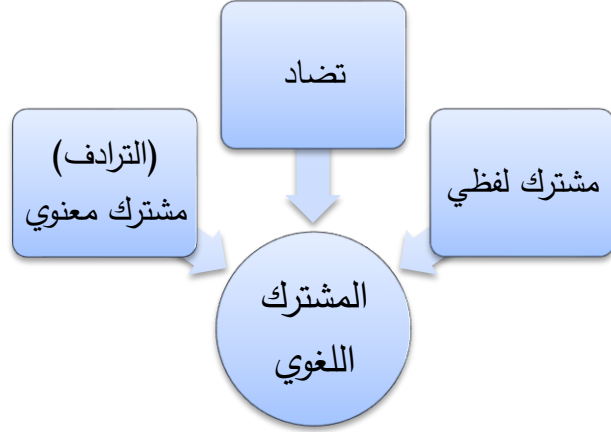 تضاد
مشترك لفظي
(الترادف)
مشترك معنوي
المشترك
اللغوي